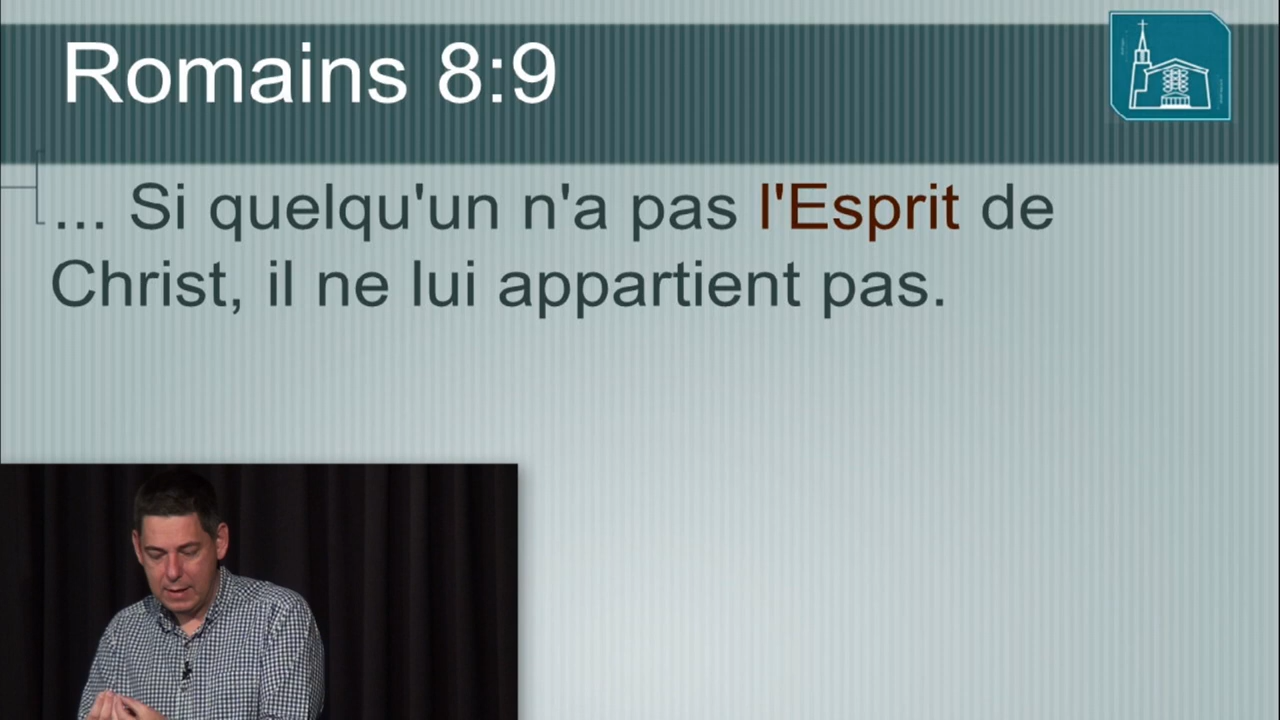 Romains 8:9
... Si quelqu'un n'a pas l'Esprit de
Christ, il ne lui appartient pas.